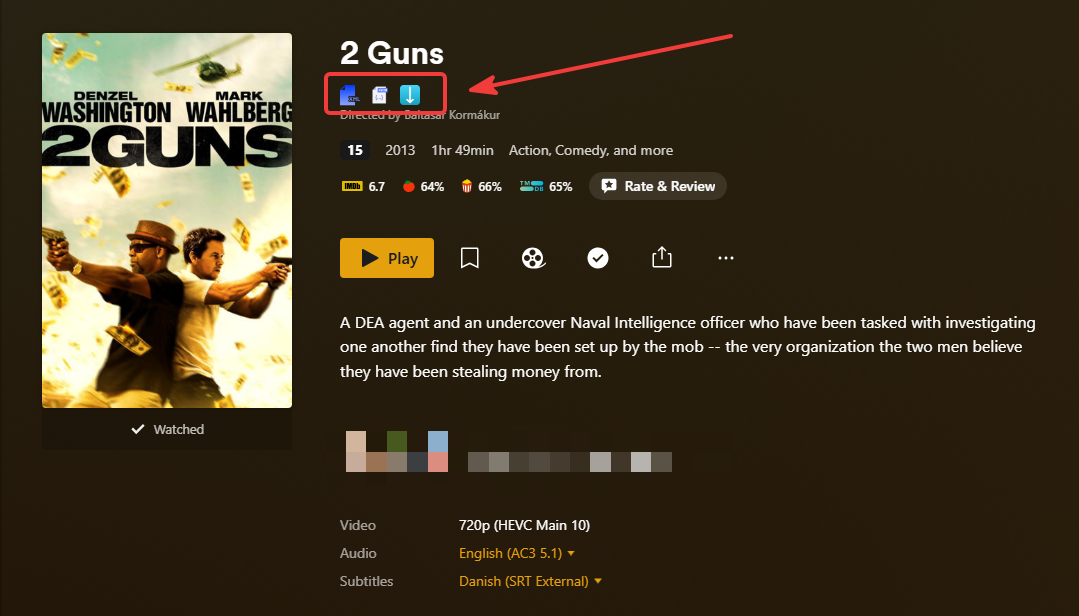 2 Guns
XML
Directed by Baltasar Kormákur
DENZEL WASHINGTON
MARK WAHLBERG
2GUNS
15 2013 1hr 49min Action, Comedy, and more
IMDb 6.7 64% 66% TMDB 65% Rate & Review
Play
A DEA agent and an undercover Naval Intelligence officer who have been tasked with investigating
one another find they have been set up by the mob -- the very organization the two men believe
they have been stealing money from.
Watched
Video 720p (HEVC Main 10)
Audio English (AC3 5.1)
Subtitles Danish (SRT External)